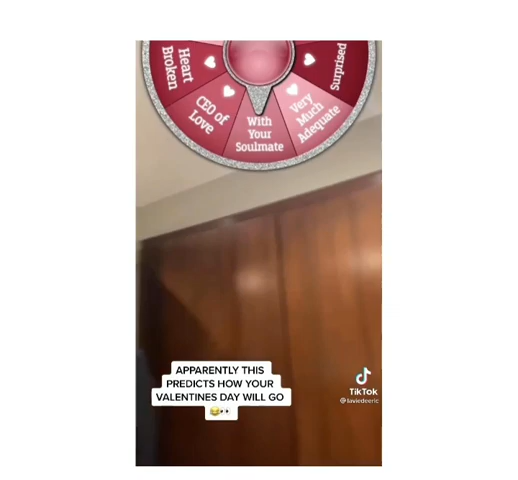 Heart
Broken
CEO of
Love
With
Your
Soulmate
Very
Much
Adequate
Surprised
APPARENTLY THIS
PREDICTS HOW YOUR
VALENTINES DAY WILL GO
😂👀
TikTok
@laviedeeric